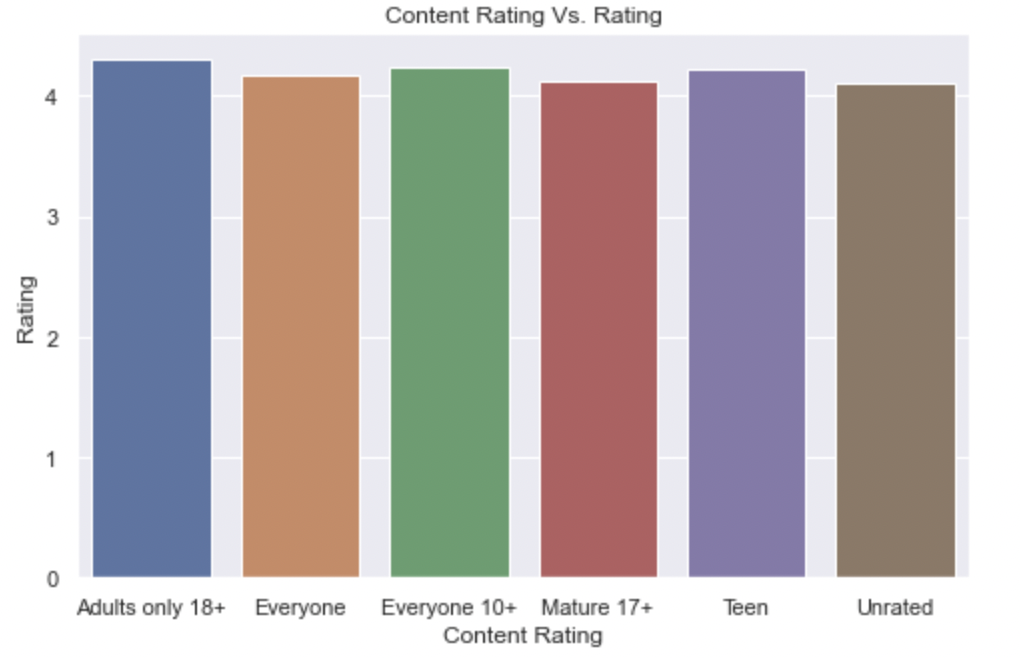 Content Rating Vs. Rating
Rating
4
3
2
1
0
Adults only 18+ Everyone Everyone 10+ Mature 17+ Teen Unrated
Content Rating